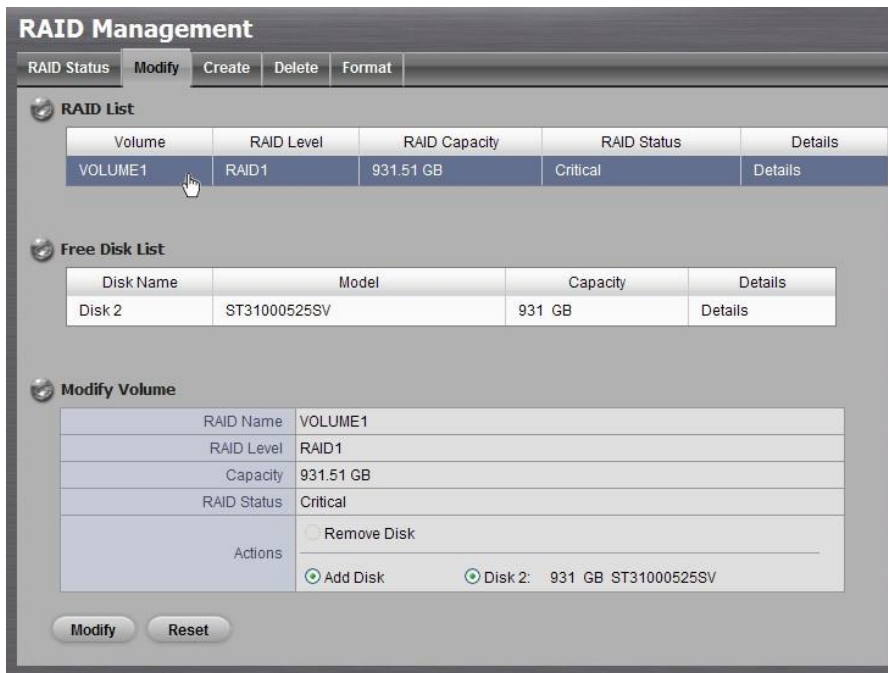 RAID Management
RAID Status Modify Create Delete Format
RAID List
Volume RAID Level RAID Capacity RAID Status Details
VOLUME1 RAID1 931.51 GB Critical Details
Free Disk List
Disk Name Model Capacity Details
Disk 2 ST31000525SV 931 GB Details
Modify Volume
RAID Name VOLUME1
RAID Level RAID1
Capacity 931.51 GB
RAID Status Critical
Actions
Remove Disk
Add Disk Disk 2: 931 GB ST31000525SV
Modify Reset